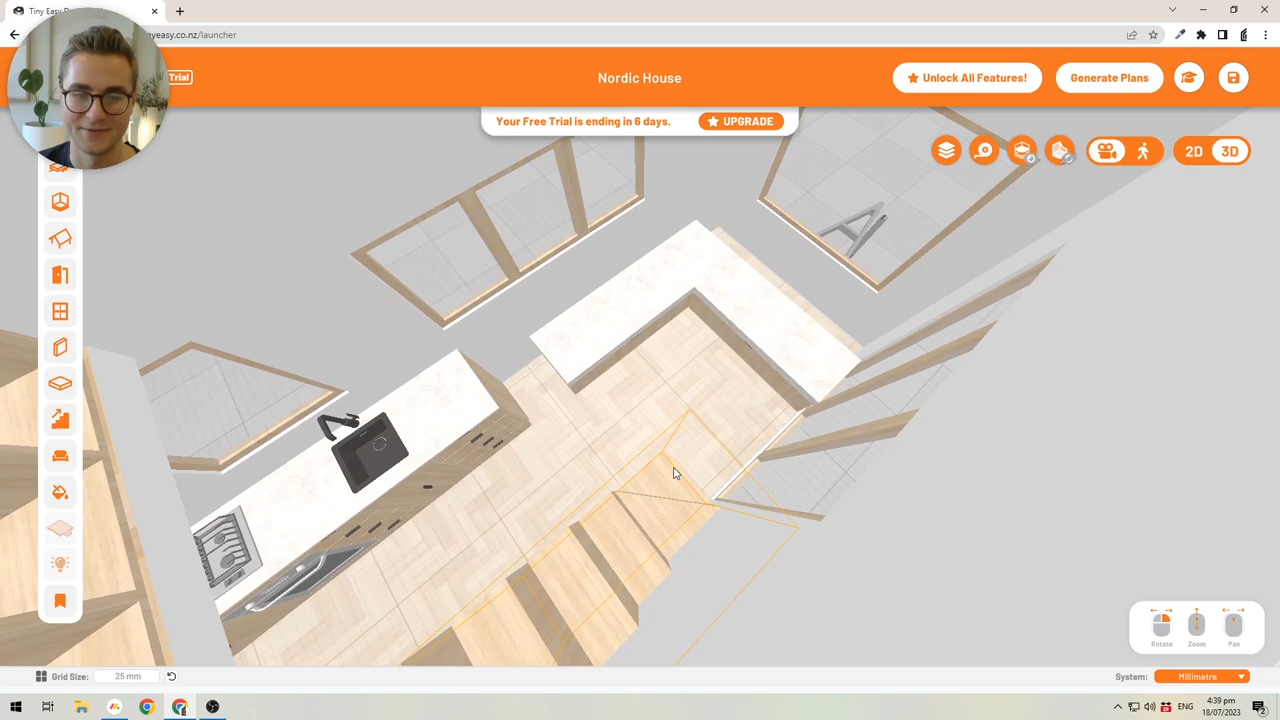 Tiny Easy
yeasy.co.nz/launcher
Trial
Nordic House
Unlock All Features!
Generate Plans
Your Free Trial is ending in 6 days.
UPGRADE
2D
3D
Rotate
Zoom
Pan
Grid Size:
25 mm
System:
Millimetre
ENG
4:39 pm
18/07/2023
2